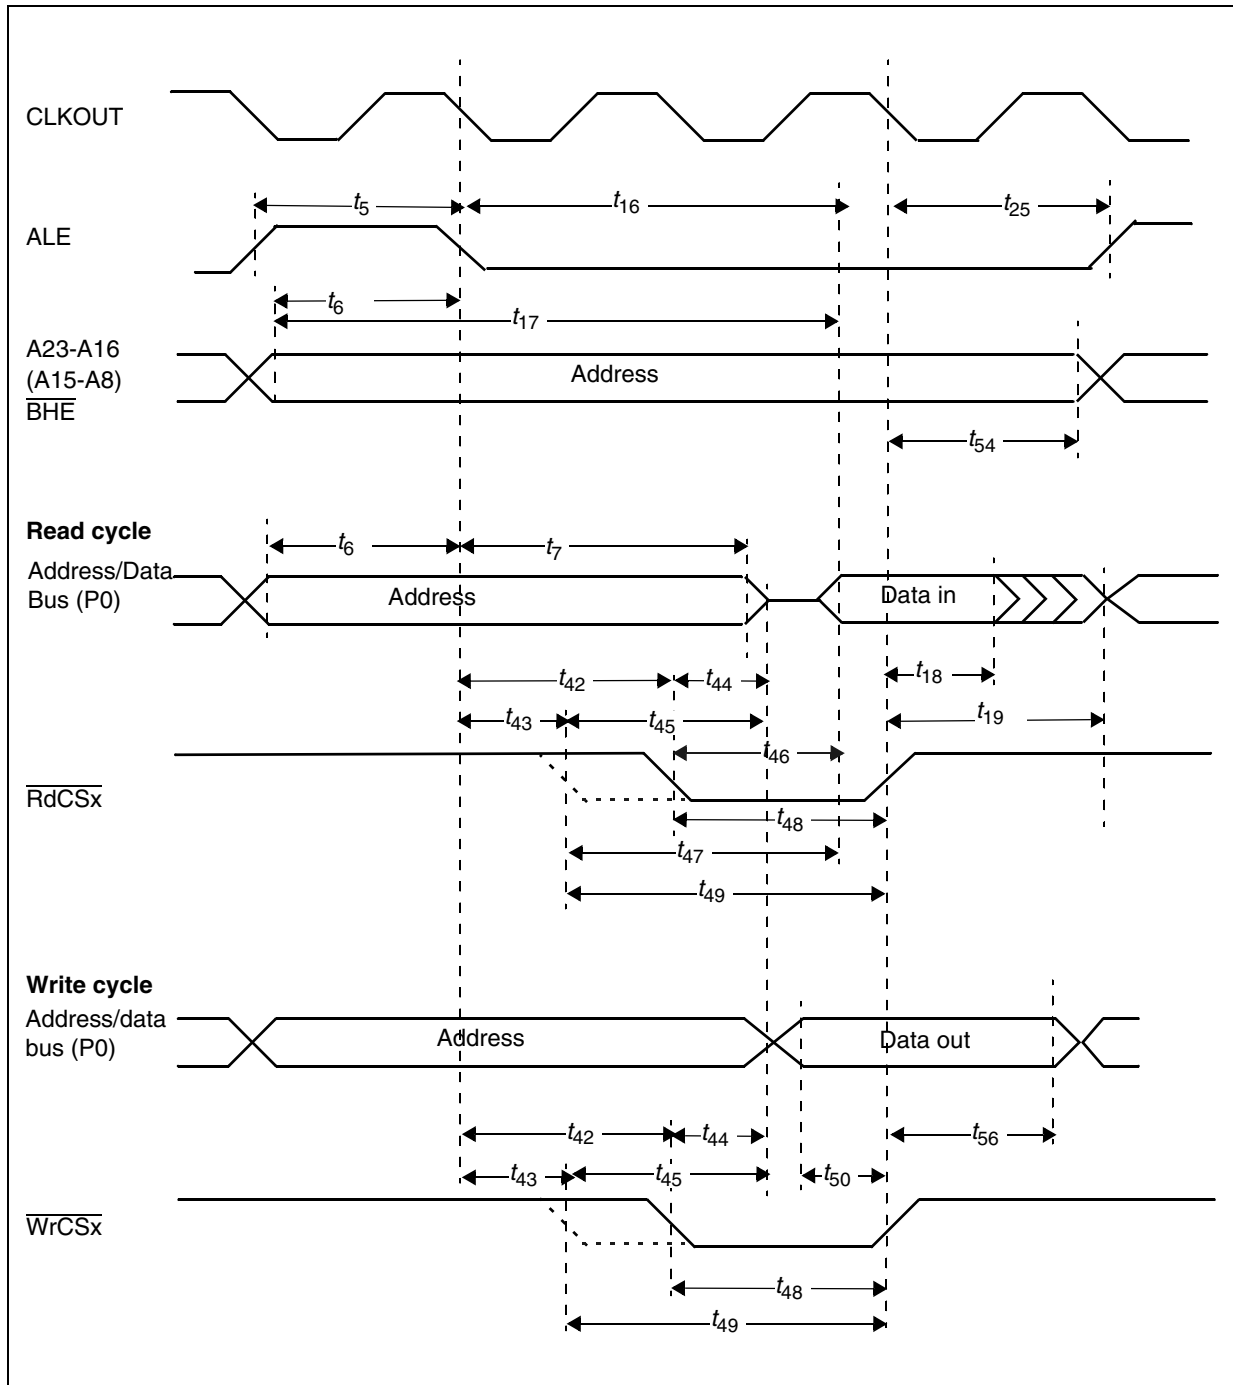 CLKOUT
t5
t16
t25
ALE
t6
t17
A23-A16
(A15-A8)
BHE
Address
t54
Read cycle
t6
t7
Address/Data
Bus (P0)
Address
Data in
t18
t42
t44
t19
t43
t45
t46
RdCSx
t48
t47
t49
Write cycle
Address/data
bus (P0)
Address
Data out
t42
t44
t56
t43
t45
t50
WrCSx
t48
t49